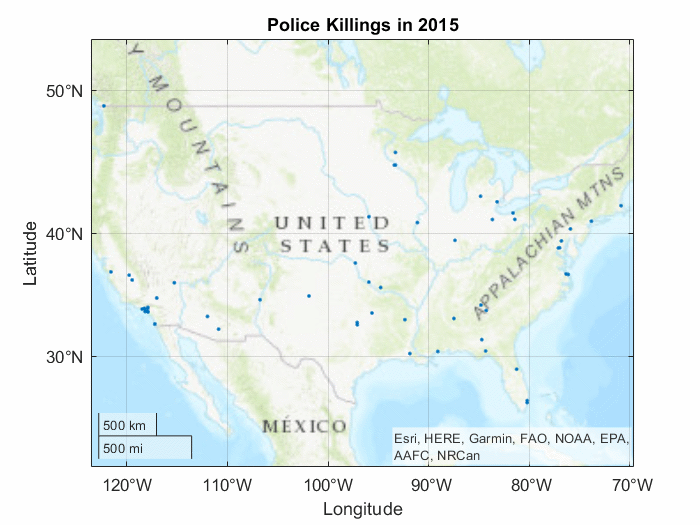 Police Killings in 2015
50°N
40°N
30°N
Latitude
Y MOUNTAINS
UNITED
STATES
APPALACHIAN MTNS
MÉXICO
500 km
500 mi
Esri, HERE, Garmin, FAO, NOAA, EPA,
AAFC, NRCan
120°W
110°W
100°W
90°W
80°W
70°W
Longitude